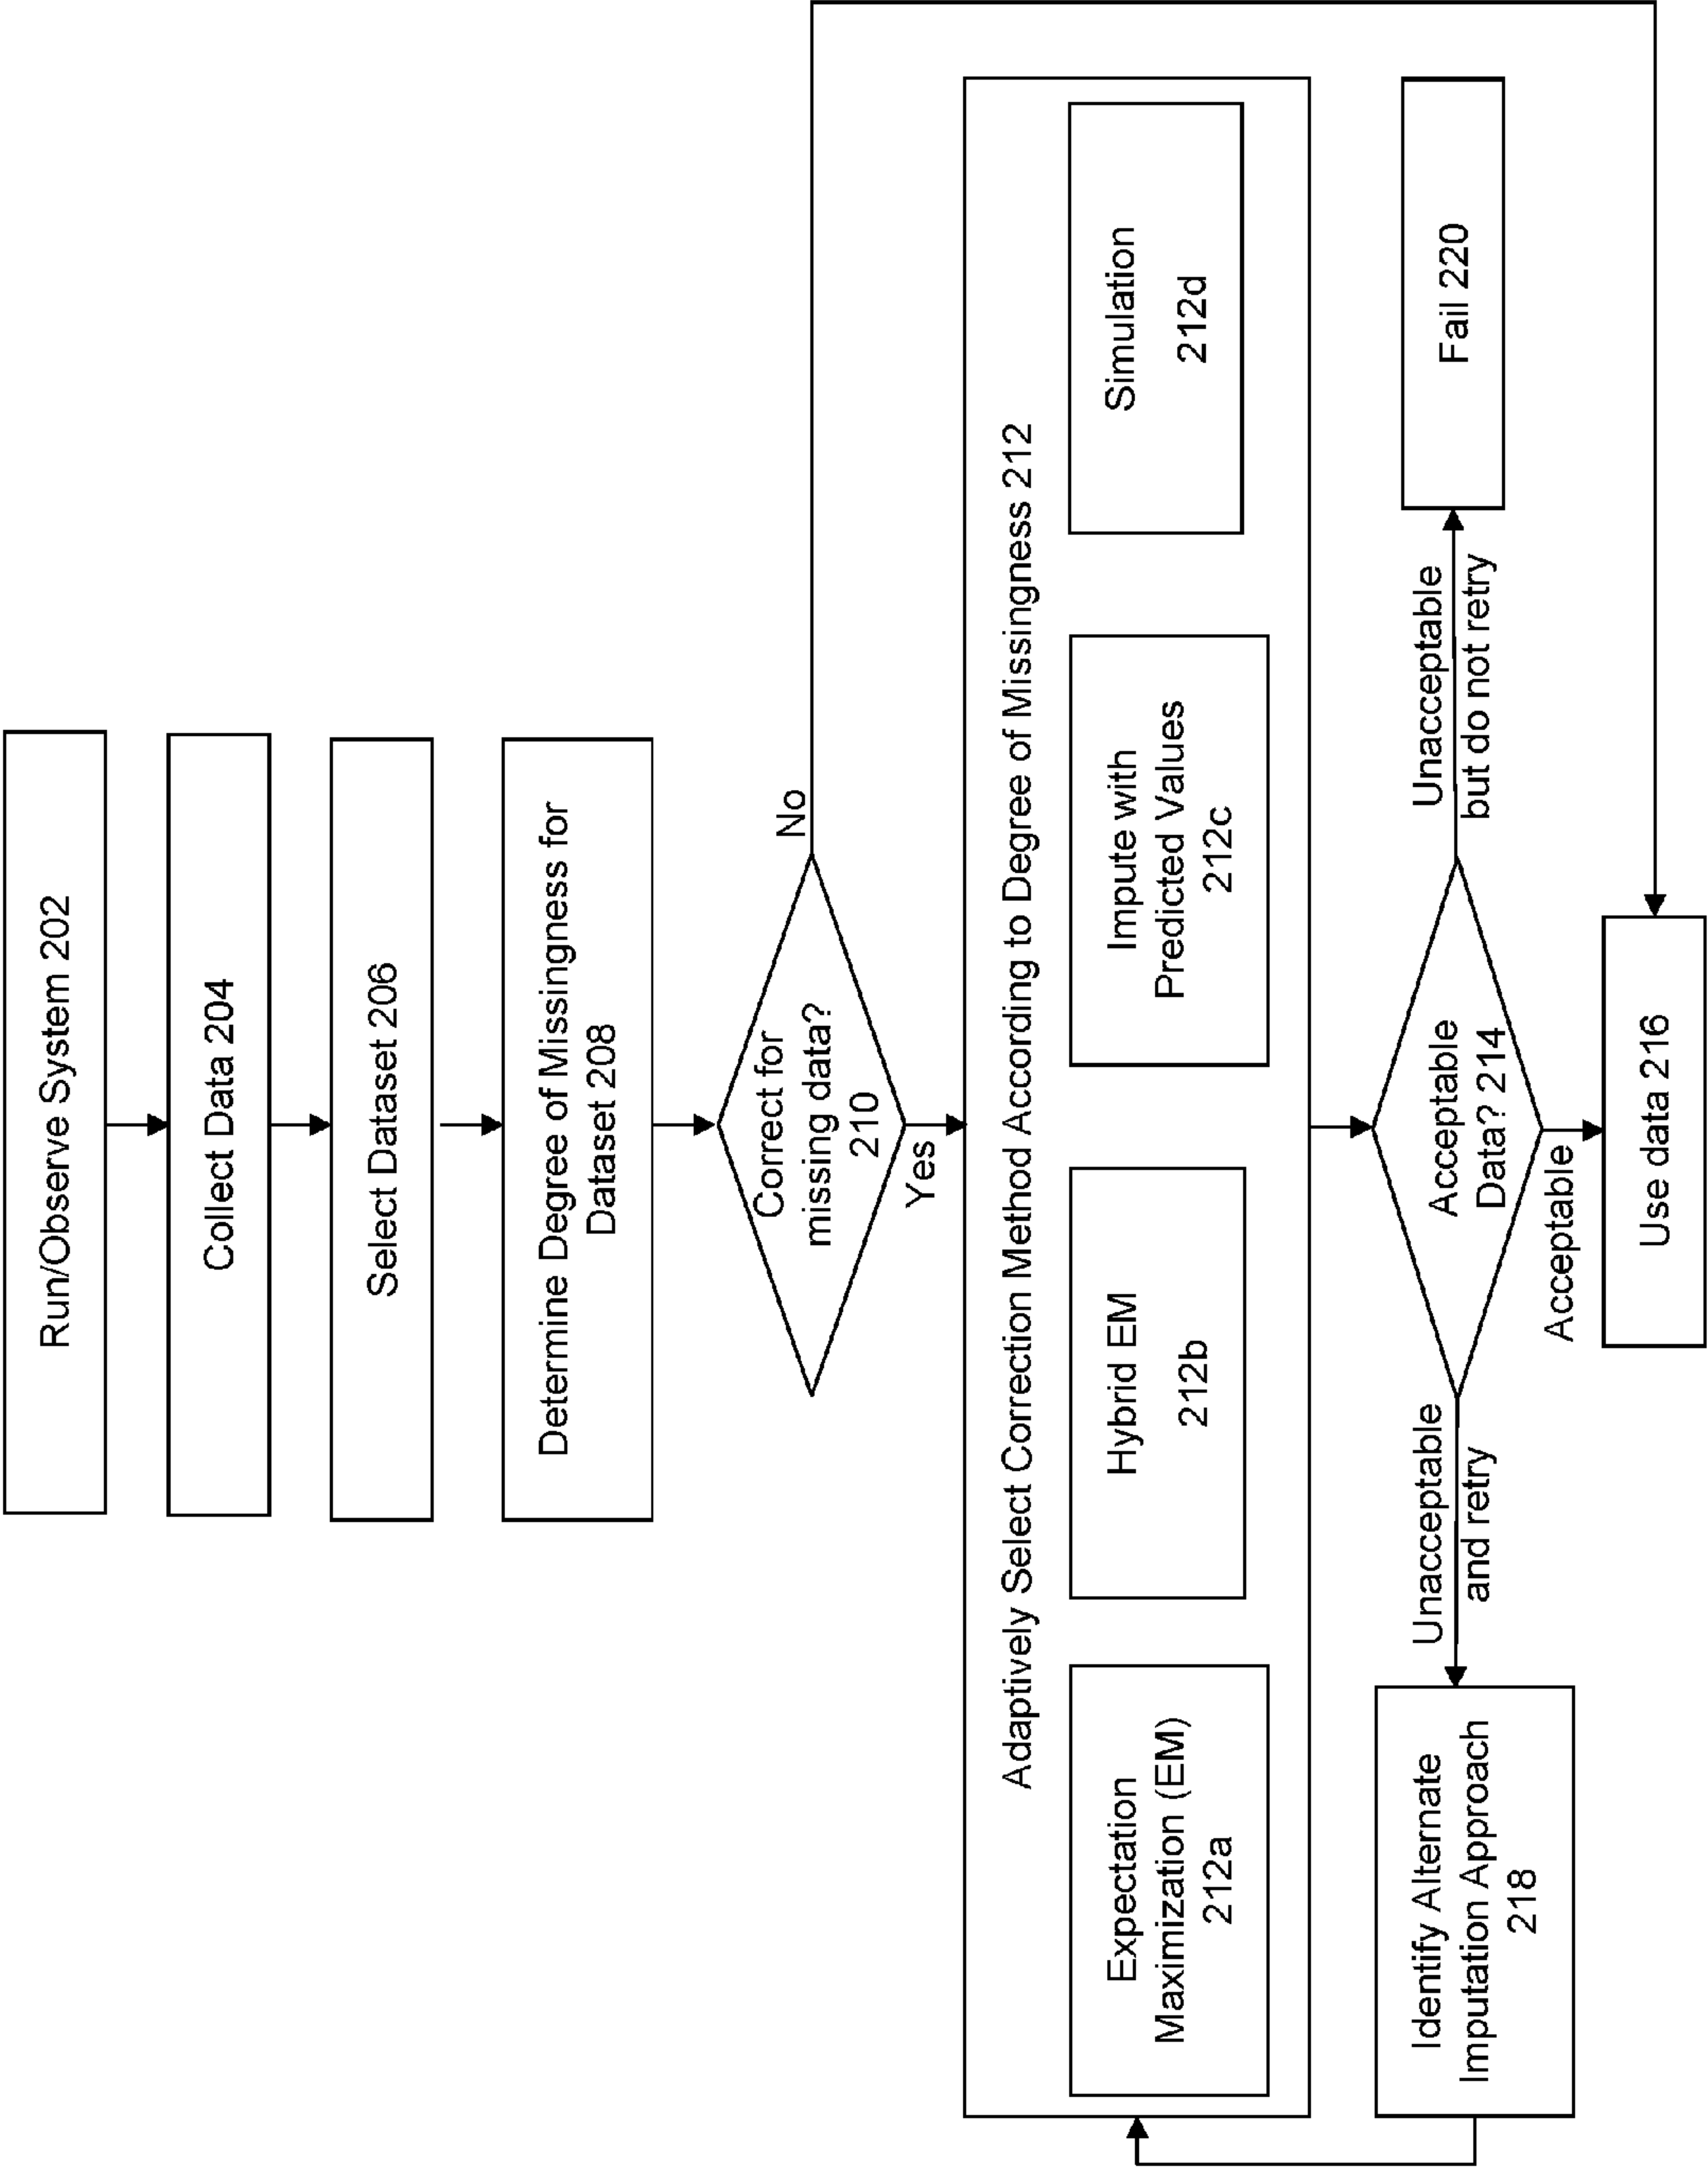 Run/Observe System 202
Collect Data 204
Select Dataset 206
Determine Degree of Missingness for
Dataset 208
Correct for
missing data?
210
No
Yes
Adaptively Select Correction Method According to Degree of Missingness 212
Expectation
Maximization (EM)
212a
Hybrid EM
212b
Impute with
Predicted Values
212c
Simulation
212d
Acceptable
Data? 214
Unacceptable
and retry
Unacceptable
but do not retry
Acceptable
Identify Alternate
Imputation Approach
218
Fail 220
Use data 216